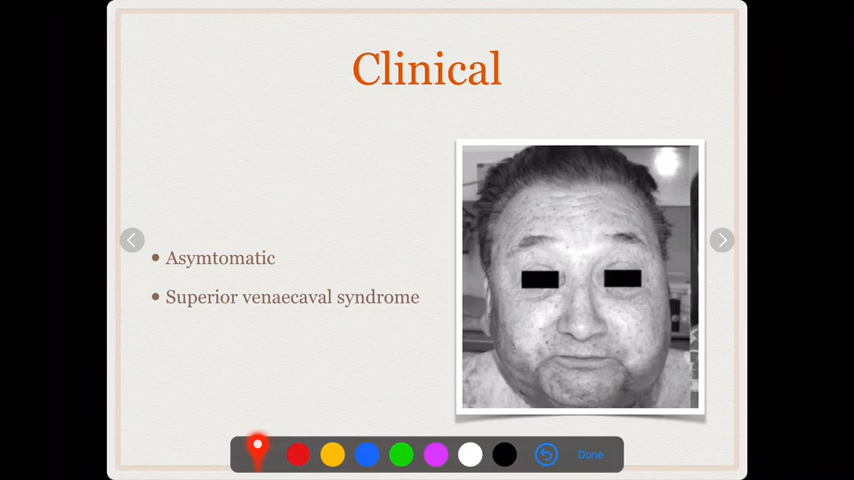 Clinical
Asymtomatic
Superior venaecaval syndrome
Done